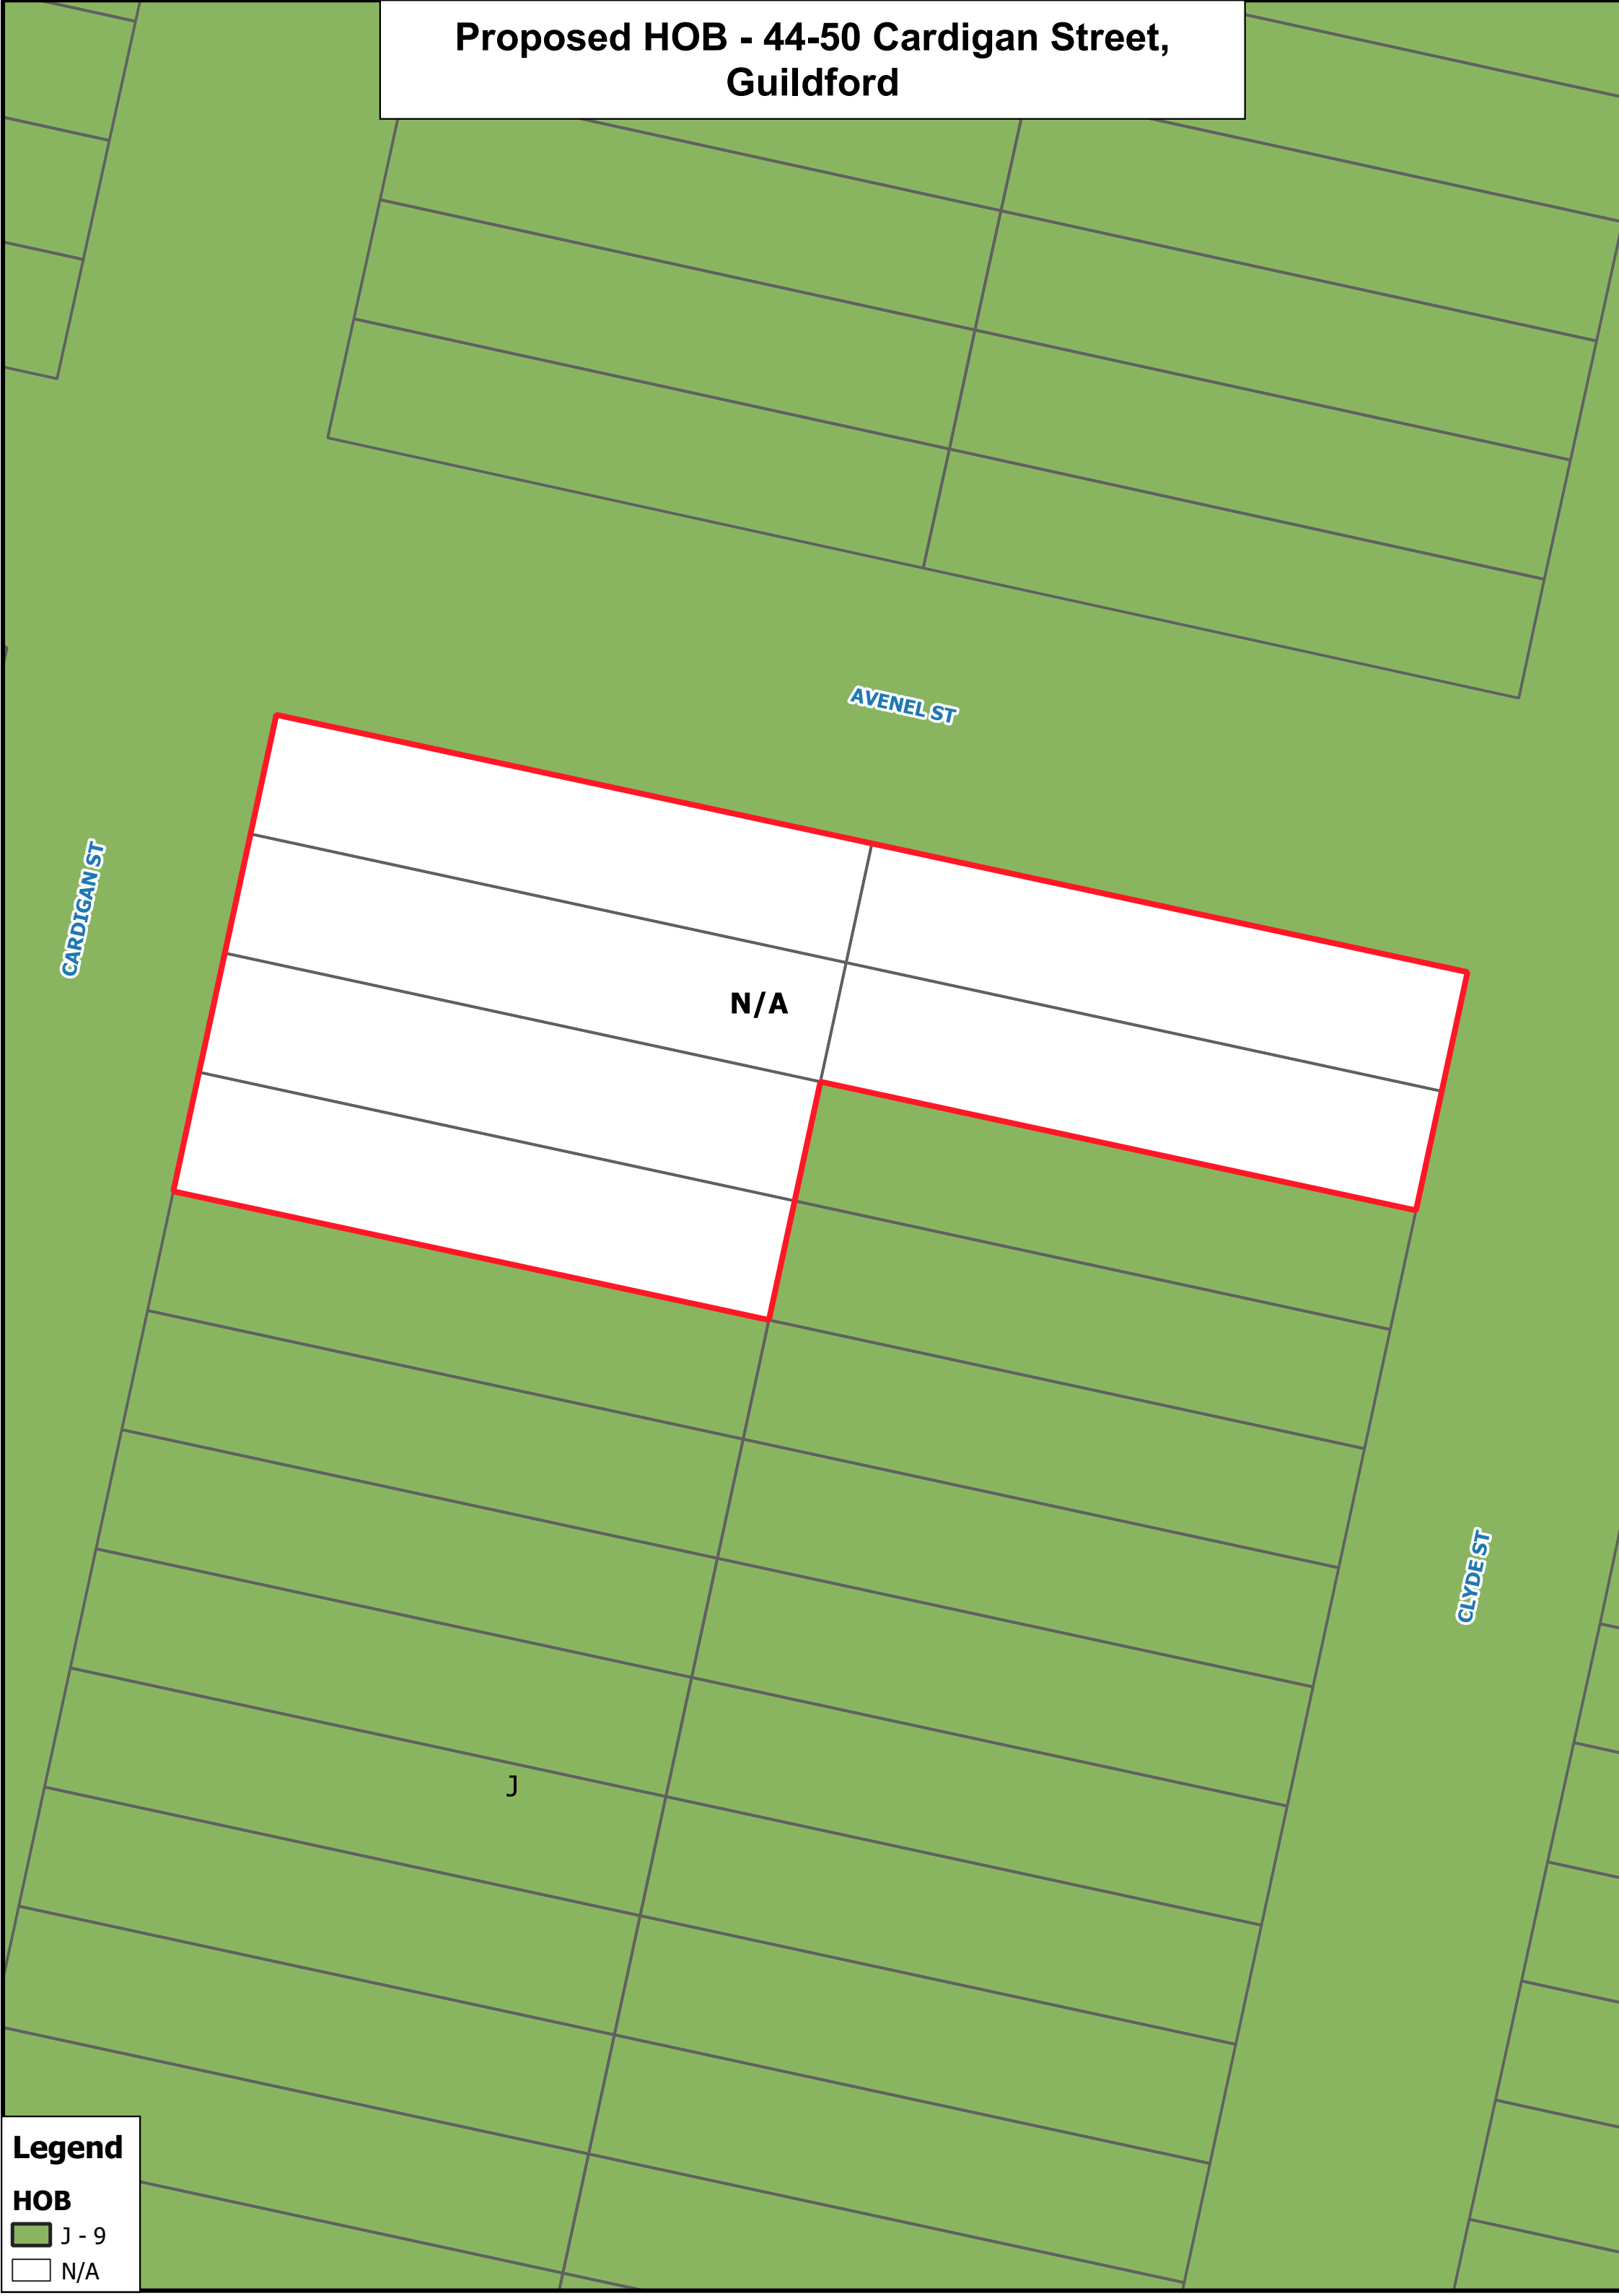 Proposed HOB - 44-50 Cardigan Street,
Guildford
AVENEL ST
CARDIGAN ST
N/A
CLYDE ST
J
Legend
HOB
J - 9
N/A